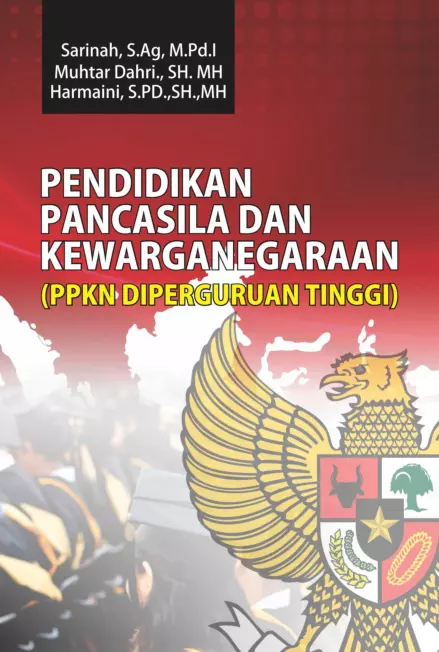 Sarinah, S.Ag, M.Pd.I
Muhtar Dahri., SH. MH
Harmaini, S.PD.,SH.,MH
PENDIDIKAN
PANCASILA DAN
KEWARGANEGARAAN
(PPKN DIPERGURUAN TINGGI)